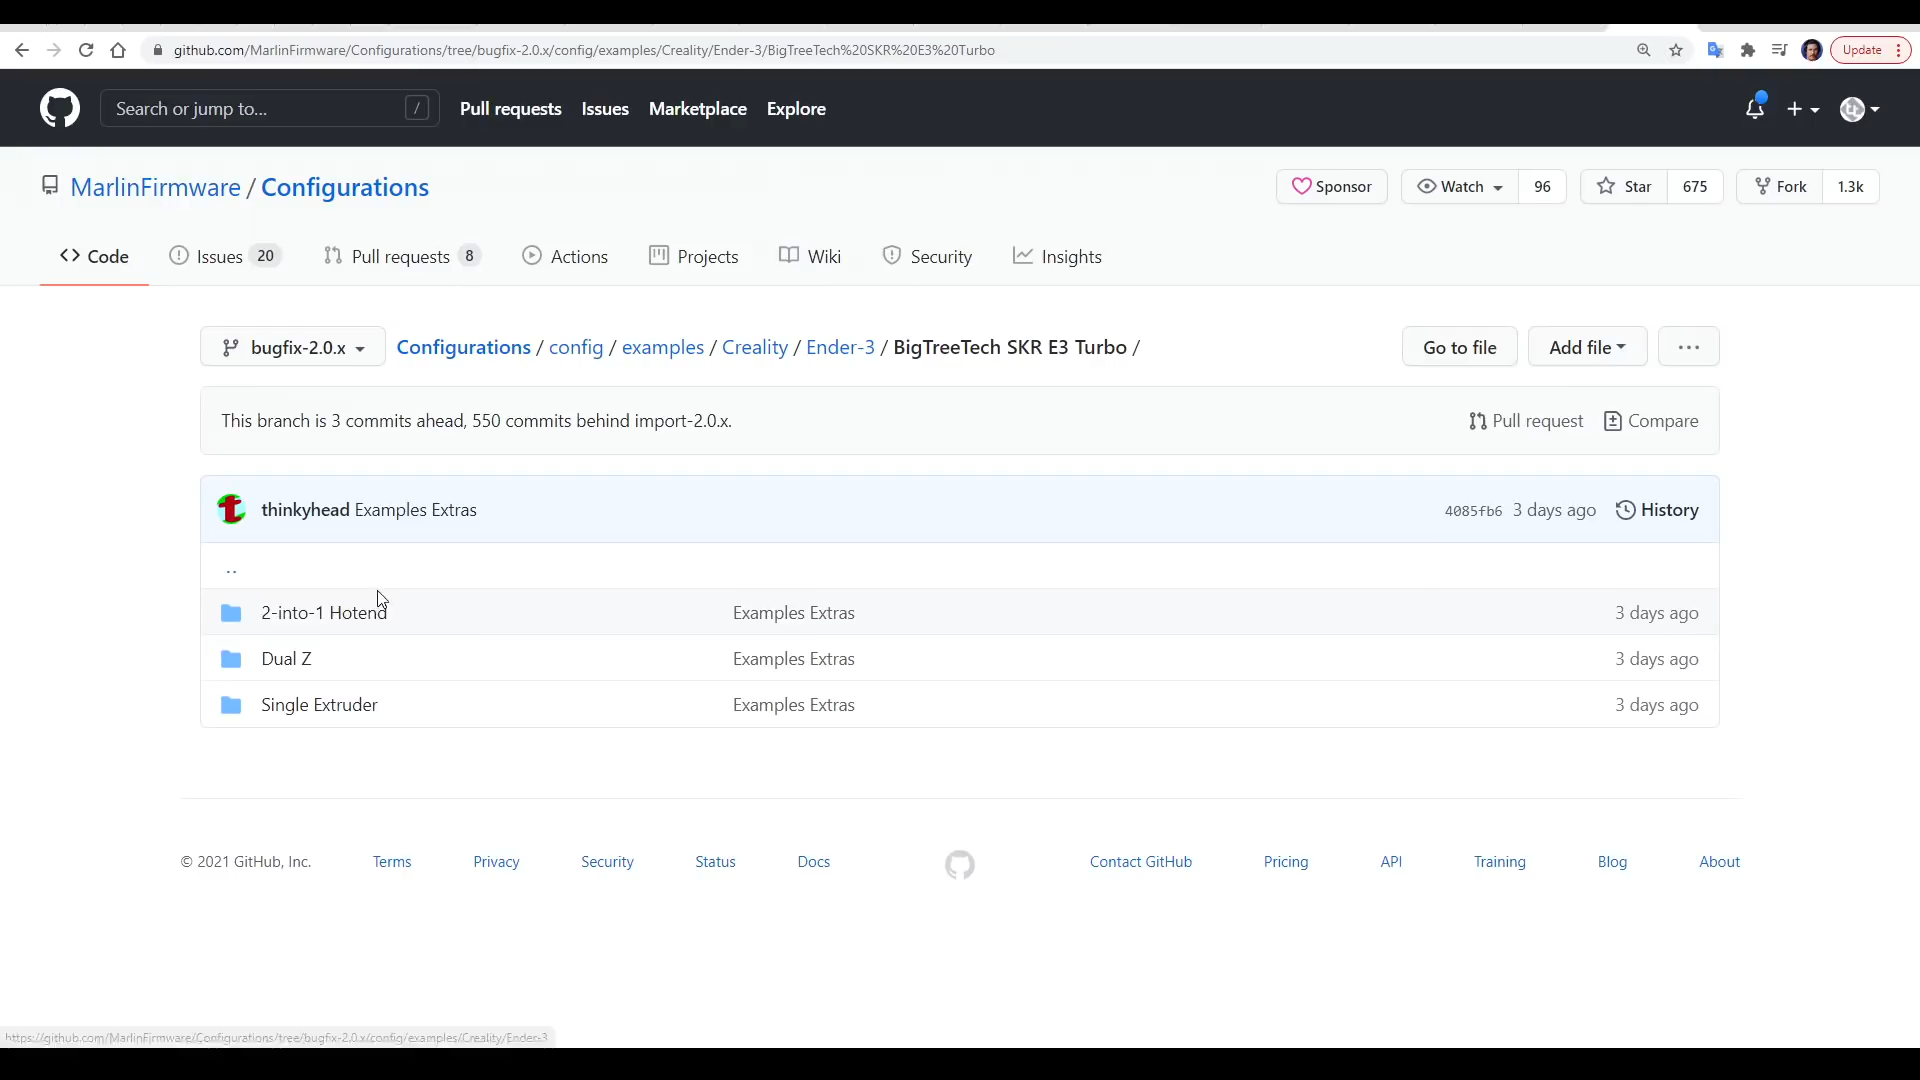 github.com/MarlinFirmware/Configurations/tree/bugfix-2.0.x/config/examples/Creality/Ender-3/BigTreeTech%20SKR%20E3%20Turbo
Update
Search or jump to...
/
Pull requests
Issues
Marketplace
Explore
MarlinFirmware / Configurations
Sponsor
Watch
96
Star
675
Fork
1.3k
Code
Issues 20
Pull requests 8
Actions
Projects
Wiki
Security
Insights
bugfix-2.0.x
Configurations / config / examples / Creality / Ender-3 / BigTreeTech SKR E3 Turbo /
Go to file
Add file
This branch is 3 commits ahead, 550 commits behind import-2.0.x.
Pull request
Compare
thinkyhead Examples Extras
4085fb6 3 days ago
History
..
2-into-1 Hotend Examples Extras 3 days ago
Dual Z Examples Extras 3 days ago
Single Extruder Examples Extras 3 days ago
© 2021 GitHub, Inc.
Terms
Privacy
Security
Status
Docs
Contact GitHub
Pricing
API
Training
Blog
About
https://github.com/MarlinFirmware/Configurations/tree/bugfix-2.0.x/config/examples/Creality/Ender-3